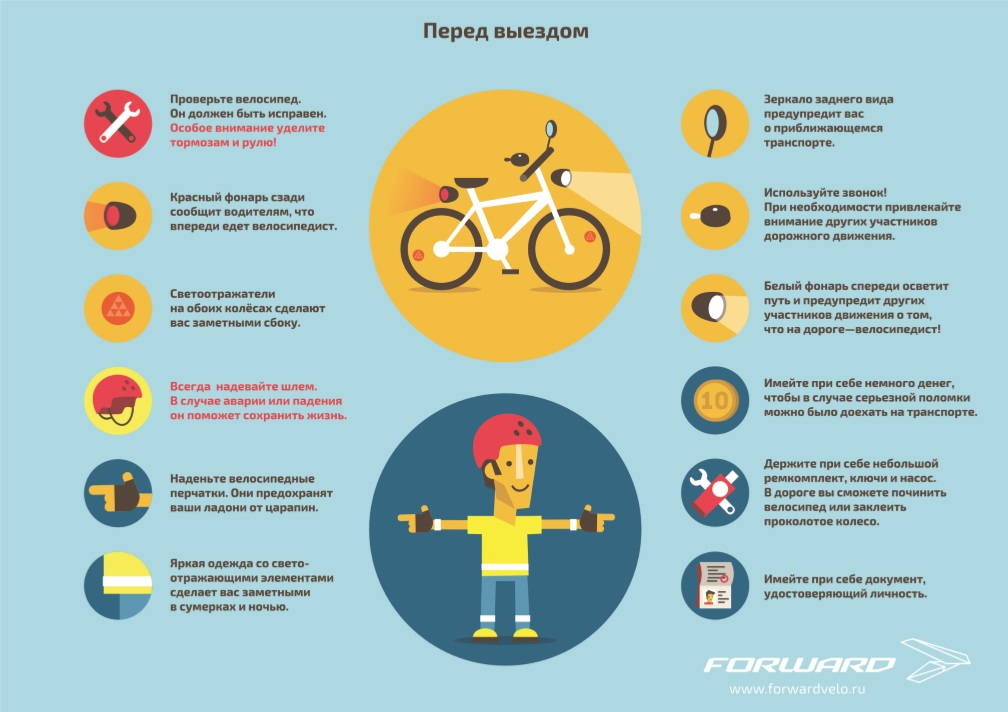 Перед выездом
Проверьте велосипед.
Он должен быть исправен.
Особое внимание уделите
тормозам и рулю!
Красный фонарь сзади
сообщит водителям, что
впереди едет велосипедист.
Светоотражатели
на обоих колёсах сделают
вас заметными сбоку.
Всегда надевайте шлем.
В случае аварии или падения
он поможет сохранить жизнь.
Наденьте велосипедные
перчатки. Они предохранят
ваши ладони от царапин.
Яркая одежда со свето-
отражающими элементами
сделает вас заметными
в сумерках и ночью.
Зеркало заднего вида
предупредит вас
о приближающемся
транспорте.
Используйте звонок!
При необходимости привлекайте
внимание других участников
дорожного движения.
Белый фонарь спереди осветит
путь и предупредит других
участников движения о том,
что на дороге—велосипедист!
10
Имейте при себе немного денег,
чтобы в случае серьезной поломки
можно было доехать на транспорте.
Держите при себе небольшой
ремкомплект, ключи и насос.
В дороге вы сможете починить
велосипед или заклеить
проколотое колесо.
Имейте при себе документ,
удостоверяющий личность.
FORWARD
www.forwardvelo.ru